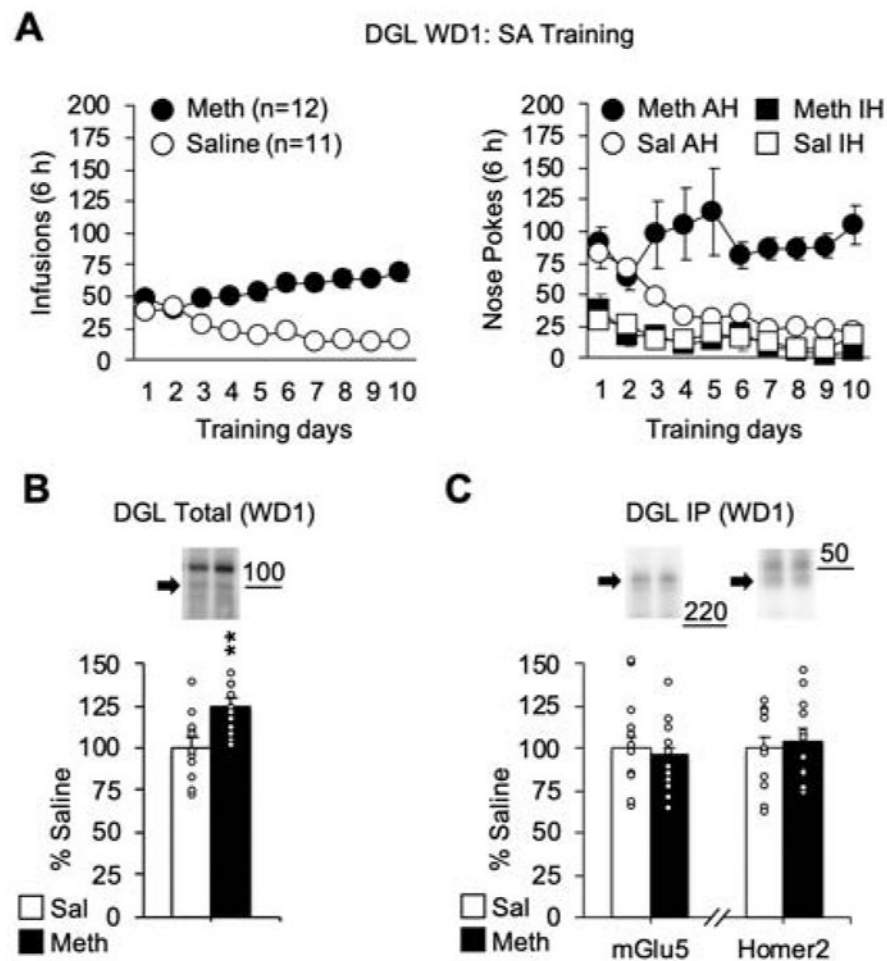 A
DGL WD1: SA Training
200
175
150
125
100
75
50
25
0
Infusions (6 h)
Meth (n=12)
Saline (n=11)
1 2 3 4 5 6 7 8 9 10
Training days
200
175
150
125
100
75
50
25
0
Nose Pokes (6 h)
Meth AH Meth IH
Sal AH Sal IH
1 2 3 4 5 6 7 8 9 10
Training days
B
DGL Total (WD1)
100
**
150
125
100
75
50
25
0
% Saline
Sal
Meth
C
DGL IP (WD1)
220
50
150
125
100
75
50
25
0
% Saline
Sal
Meth
mGlu5 Homer2